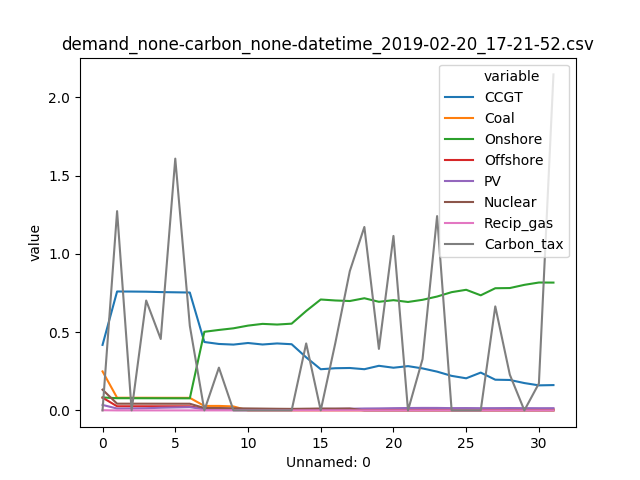 demand_none-carbon_none-datetime_2019-02-20_17-21-52.csv
variable
CCGT
Coal
Onshore
Offshore
PV
Nuclear
Recip_gas
Carbon_tax
value
2.0
1.5
1.0
0.5
0.0
0 5 10 15 20 25 30
Unnamed: 0